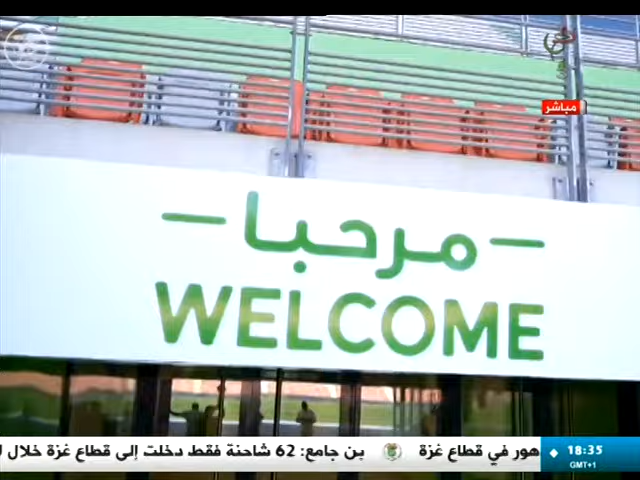 مباشر
— مرحبا —
WELCOME
هور في قطاع غزة بن جامع: 62 شاحنة فقط دخلت إلى قطاع غزة خلال
18:35
GMT+1